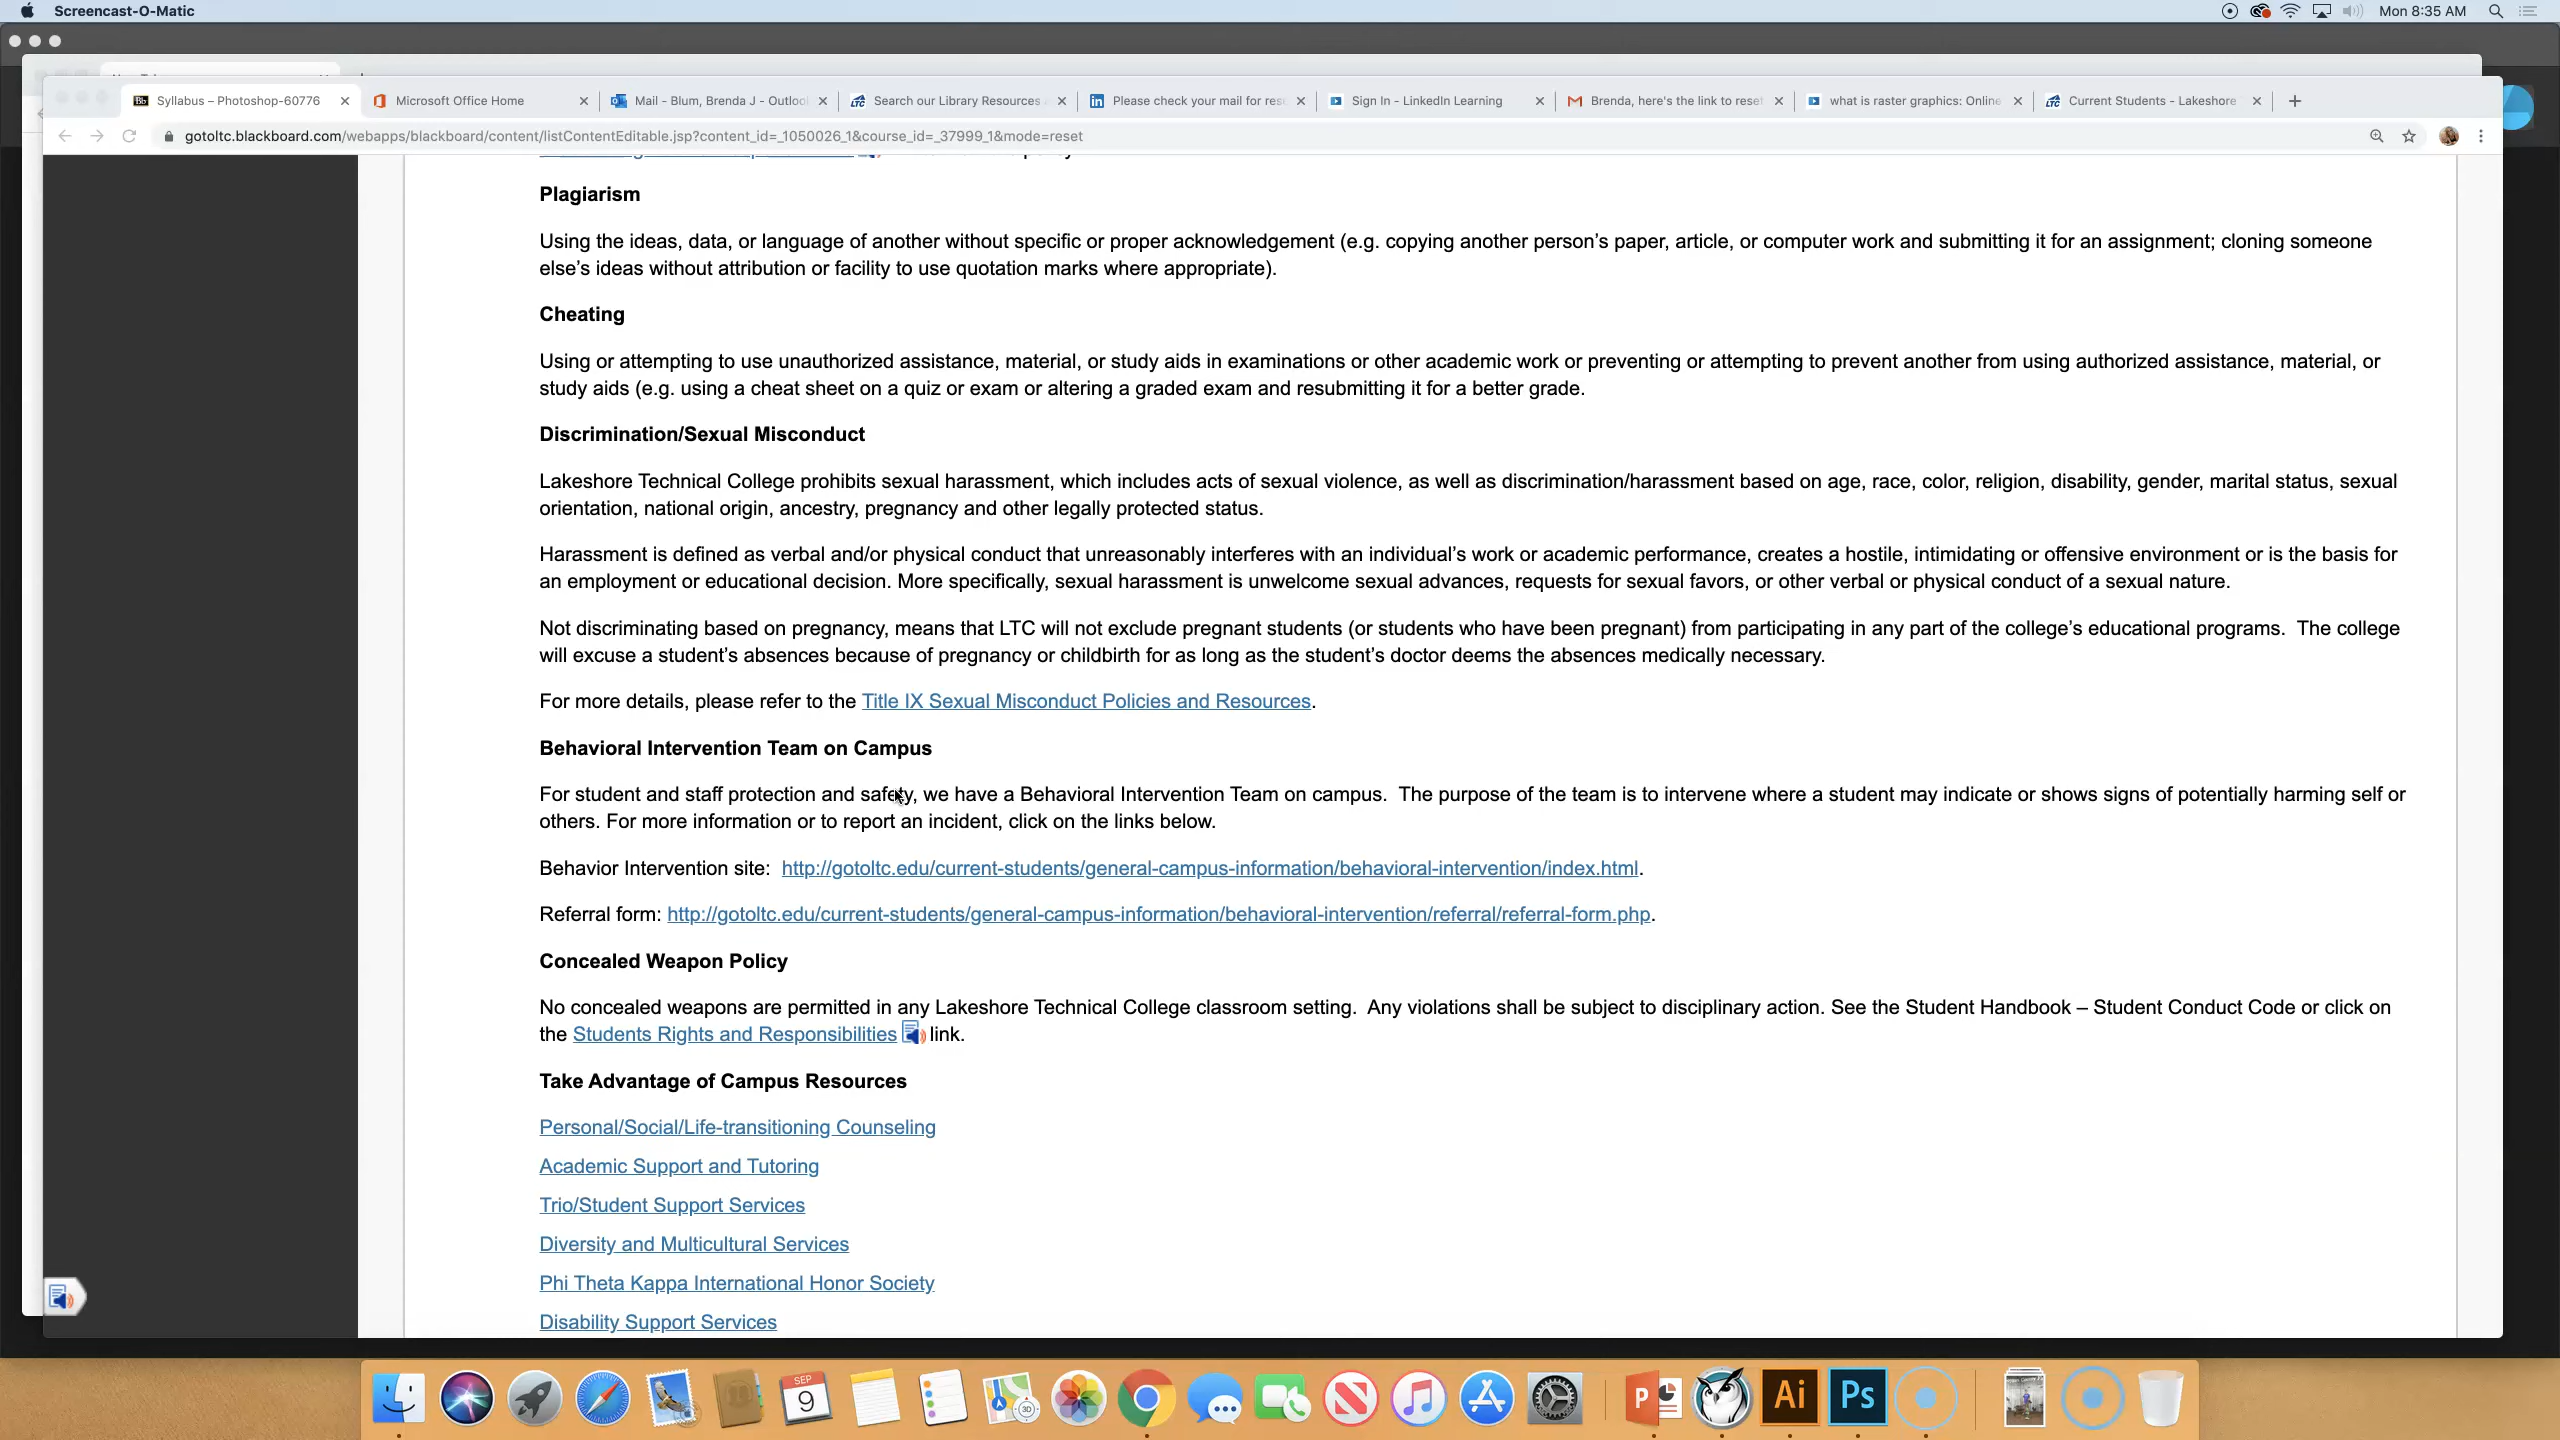 Screencast-O-Matic
Mon 8:35 AM
Syllabus – Photoshop-60776
Microsoft Office Home
Mail - Blum, Brenda J - Outloo
Search our Library Resources
Please check your mail for res
Sign In - LinkedIn Learning
Brenda, here's the link to rese
what is raster graphics: Online
Current Students - Lakeshore
gotoltc.blackboard.com/webapps/blackboard/content/listContentEditable.jsp?content_id=_1050026_1&course_id=_37999_1&mode=reset
Plagiarism
Using the ideas, data, or language of another without specific or proper acknowledgement (e.g. copying another person's paper, article, or computer work and submitting it for an assignment; cloning someone
else's ideas without attribution or facility to use quotation marks where appropriate).
Cheating
Using or attempting to use unauthorized assistance, material, or study aids in examinations or other academic work or preventing or attempting to prevent another from using authorized assistance, material, or
study aids (e.g. using a cheat sheet on a quiz or exam or altering a graded exam and resubmitting it for a better grade.
Discrimination/Sexual Misconduct
Lakeshore Technical College prohibits sexual harassment, which includes acts of sexual violence, as well as discrimination/harassment based on age, race, color, religion, disability, gender, marital status, sexual
orientation, national origin, ancestry, pregnancy and other legally protected status.
Harassment is defined as verbal and/or physical conduct that unreasonably interferes with an individual's work or academic performance, creates a hostile, intimidating or offensive environment or is the basis for
an employment or educational decision. More specifically, sexual harassment is unwelcome sexual advances, requests for sexual favors, or other verbal or physical conduct of a sexual nature.
Not discriminating based on pregnancy, means that LTC will not exclude pregnant students (or students who have been pregnant) from participating in any part of the college's educational programs. The college
will excuse a student's absences because of pregnancy or childbirth for as long as the student's doctor deems the absences medically necessary.
For more details, please refer to the Title IX Sexual Misconduct Policies and Resources.
Behavioral Intervention Team on Campus
For student and staff protection and safety, we have a Behavioral Intervention Team on campus. The purpose of the team is to intervene where a student may indicate or shows signs of potentially harming self or
others. For more information or to report an incident, click on the links below.
Behavior Intervention site: http://gotoltc.edu/current-students/general-campus-information/behavioral-intervention/index.html.
Referral form: http://gotoltc.edu/current-students/general-campus-information/behavioral-intervention/referral/referral-form.php.
Concealed Weapon Policy
No concealed weapons are permitted in any Lakeshore Technical College classroom setting. Any violations shall be subject to disciplinary action. See the Student Handbook – Student Conduct Code or click on
the Students Rights and Responsibilities link.
Take Advantage of Campus Resources
Personal/Social/Life-transitioning Counseling
Academic Support and Tutoring
Trio/Student Support Services
Diversity and Multicultural Services
Phi Theta Kappa International Honor Society
Disability Support Services
SEP
9
3D
P
Ai
Ps